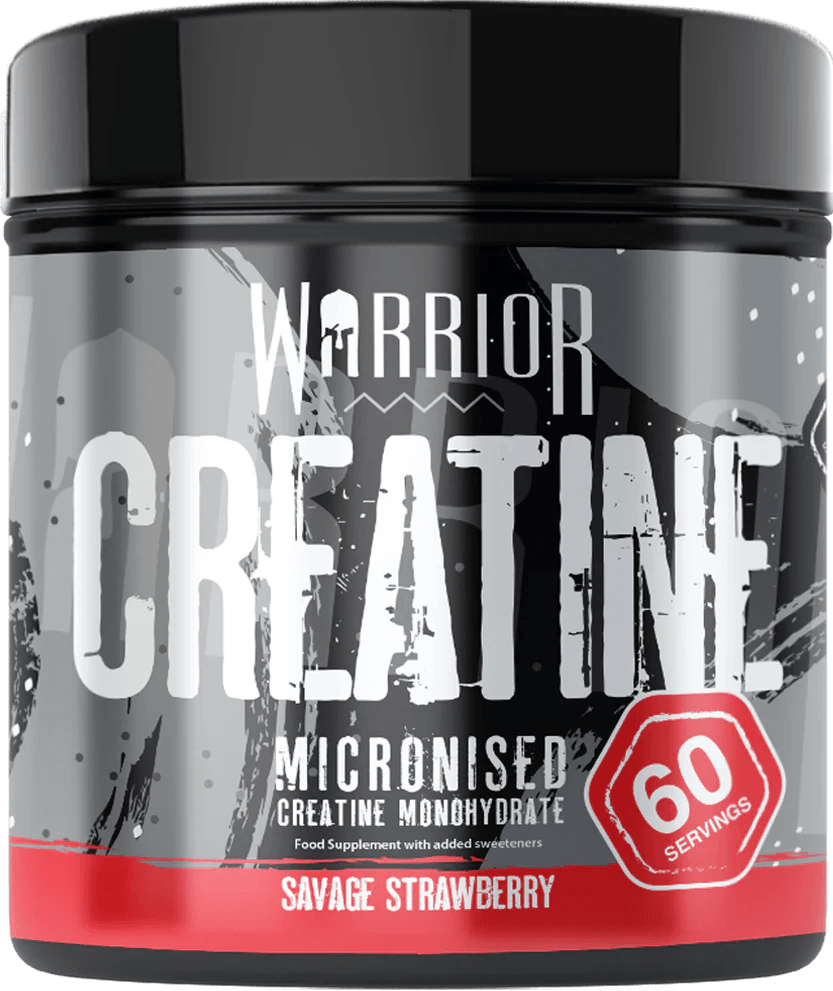 WARRIOR
CREATINE
MICRONISED
CREATINE MONOHYDRATE
Food Supplement with added sweeteners
60
SERVINGS
SAVAGE STRAWBERRY